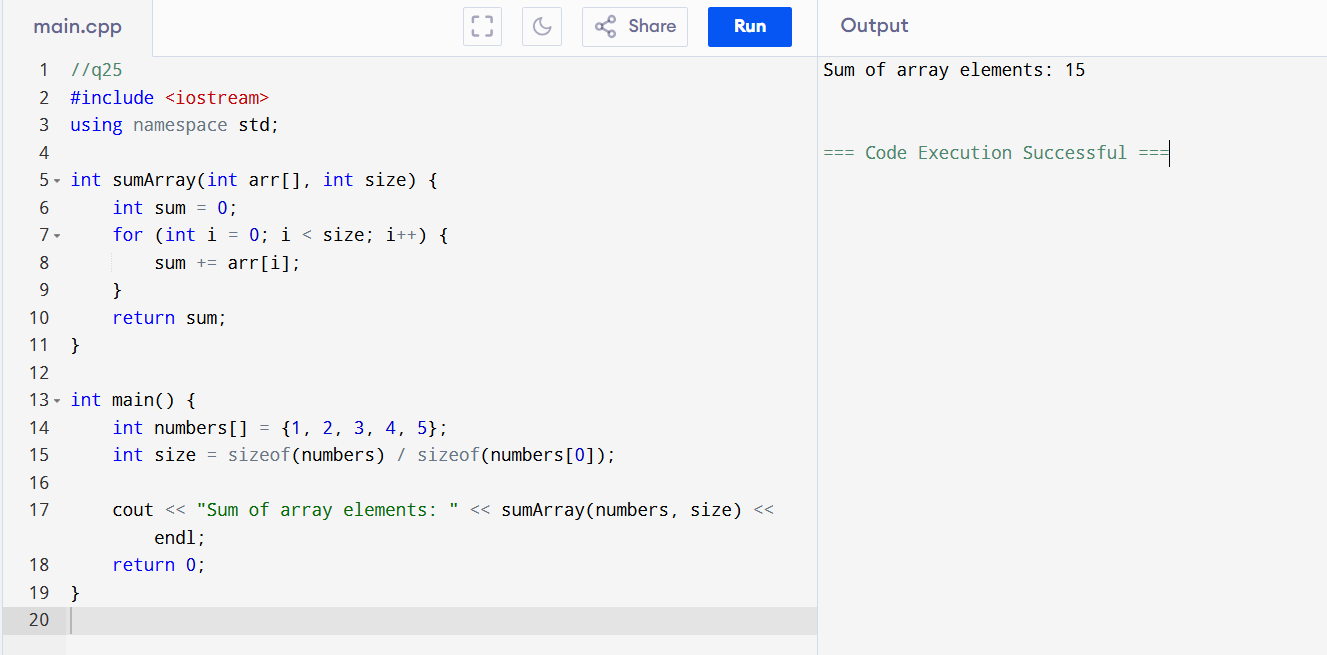 main.cpp
Share
Run
Output
1 //q25
2 #include <iostream>
3 using namespace std;
4
5 int sumArray(int arr[], int size) {
6     int sum = 0;
7     for (int i = 0; i < size; i++) {
8         sum += arr[i];
9     }
10     return sum;
11 }
12
13 int main() {
14     int numbers[] = {1, 2, 3, 4, 5};
15     int size = sizeof(numbers) / sizeof(numbers[0]);
16
17     cout << "Sum of array elements: " << sumArray(numbers, size) <<
        endl;
18     return 0;
19 }
20
Sum of array elements: 15
=== Code Execution Successful ===